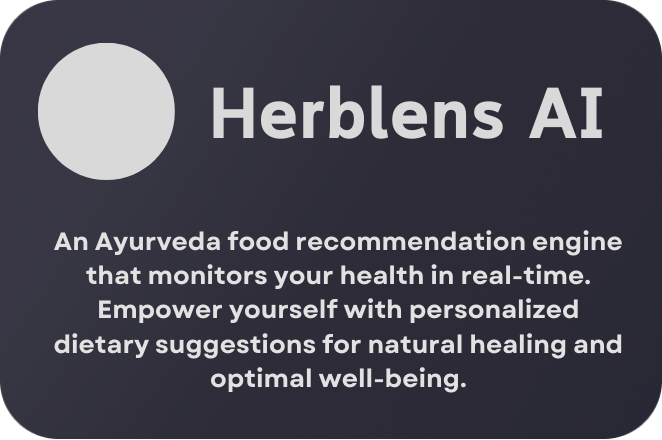 Herblens AI
An Ayurveda food recommendation engine
that monitors your health in real-time.
Empower yourself with personalized
dietary suggestions for natural healing and
optimal well-being.